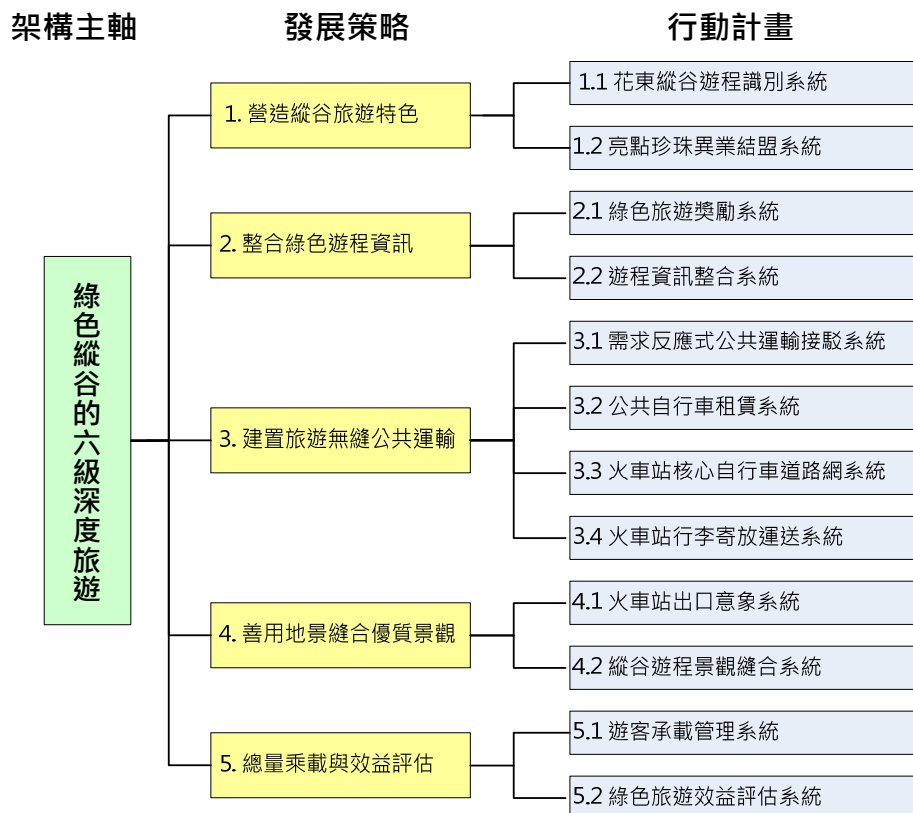 架構主軸
發展策略
行動計畫
綠色縱谷的六級深度旅遊
1. 營造縱谷旅遊特色
1.1 花東縱谷遊程識別系統
1.2 亮點珍珠異業結盟系統
2. 整合綠色遊程資訊
2.1 綠色旅遊獎勵系統
2.2 遊程資訊整合系統
3. 建置旅遊無縫公共運輸
3.1 需求反應式公共運輸接駁系統
3.2 公共自行車租賃系統
3.3 火車站核心自行車道路網系統
3.4 火車站行李寄放運送系統
4. 善用地景縫合優質景觀
4.1 火車站出口意象系統
4.2 縱谷遊程景觀縫合系統
5. 總量乘載與效益評估
5.1 遊客承載管理系統
5.2 綠色旅遊效益評估系統